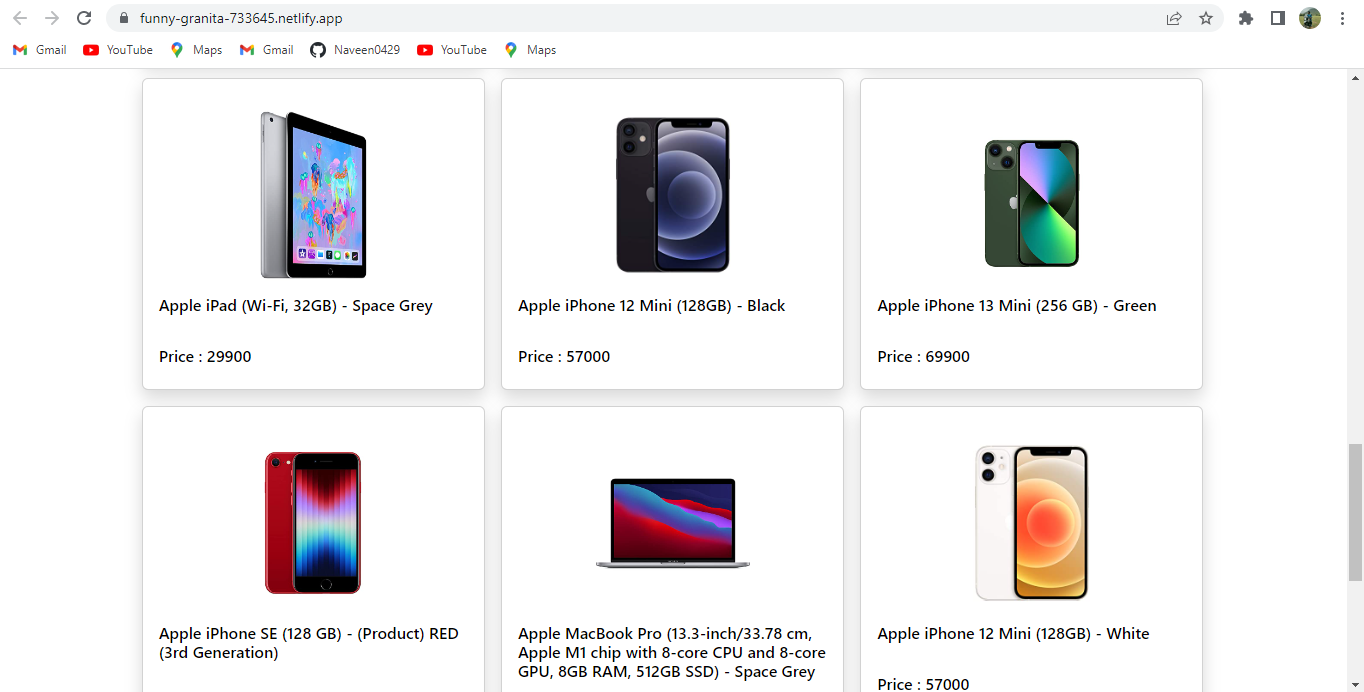 funny-granita-733645.netlify.app
Gmail YouTube Maps Gmail Naveen0429 YouTube Maps
Apple iPad (Wi-Fi, 32GB) - Space Grey
Price : 29900
Apple iPhone 12 Mini (128GB) - Black
Price : 57000
Apple iPhone 13 Mini (256 GB) - Green
Price : 69900
Apple iPhone SE (128 GB) - (Product) RED
(3rd Generation)
Apple MacBook Pro (13.3-inch/33.78 cm,
Apple M1 chip with 8-core CPU and 8-core
GPU, 8GB RAM, 512GB SSD) - Space Grey
Apple iPhone 12 Mini (128GB) - White
Price : 57000